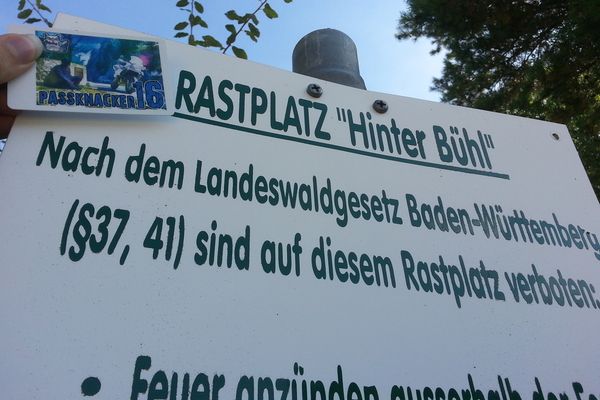 PASSKNACKER 16
RASTPLATZ "Hinter Bühl"
Nach dem Landeswaldgesetz Baden-Württemberg
(§37, 41) sind auf diesem Rastplatz verboten:
• Feuer anzünden ausserhalb der